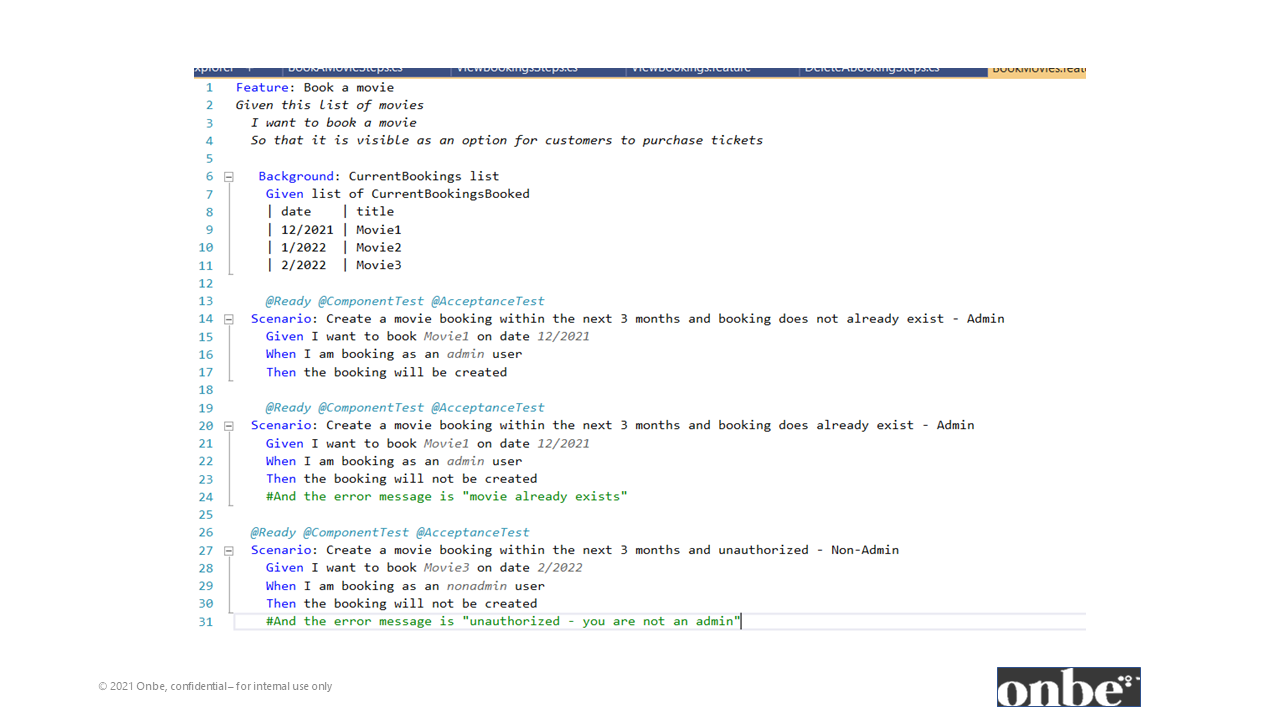 xplorer BookAMovieSteps.cs ViewBookingsSteps.cs ViewBookings.feature DeleteABookingSteps.cs BookMovies.featu
1 Feature: Book a movie
2 Given this list of movies
3 I want to book a movie
4 So that it is visible as an option for customers to purchase tickets
5
6 Background: CurrentBookings list
7 Given list of CurrentBookingsBooked
8 | date | title
9 | 12/2021 | Movie1
10 | 1/2022 | Movie2
11 | 2/2022 | Movie3
12
13 @Ready @ComponentTest @AcceptanceTest
14 Scenario: Create a movie booking within the next 3 months and booking does not already exist - Admin
15 Given I want to book Movie1 on date 12/2021
16 When I am booking as an admin user
17 Then the booking will be created
18
19 @Ready @ComponentTest @AcceptanceTest
20 Scenario: Create a movie booking within the next 3 months and booking does already exist - Admin
21 Given I want to book Movie1 on date 12/2021
22 When I am booking as an admin user
23 Then the booking will not be created
24 #And the error message is "movie already exists"
25
26 @Ready @ComponentTest @AcceptanceTest
27 Scenario: Create a movie booking within the next 3 months and unauthorized - Non-Admin
28 Given I want to book Movie3 on date 2/2022
29 When I am booking as an nonadmin user
30 Then the booking will not be created
31 #And the error message is "unauthorized - you are not an admin"
© 2021 Onbe, confidential – for internal use only
onbe